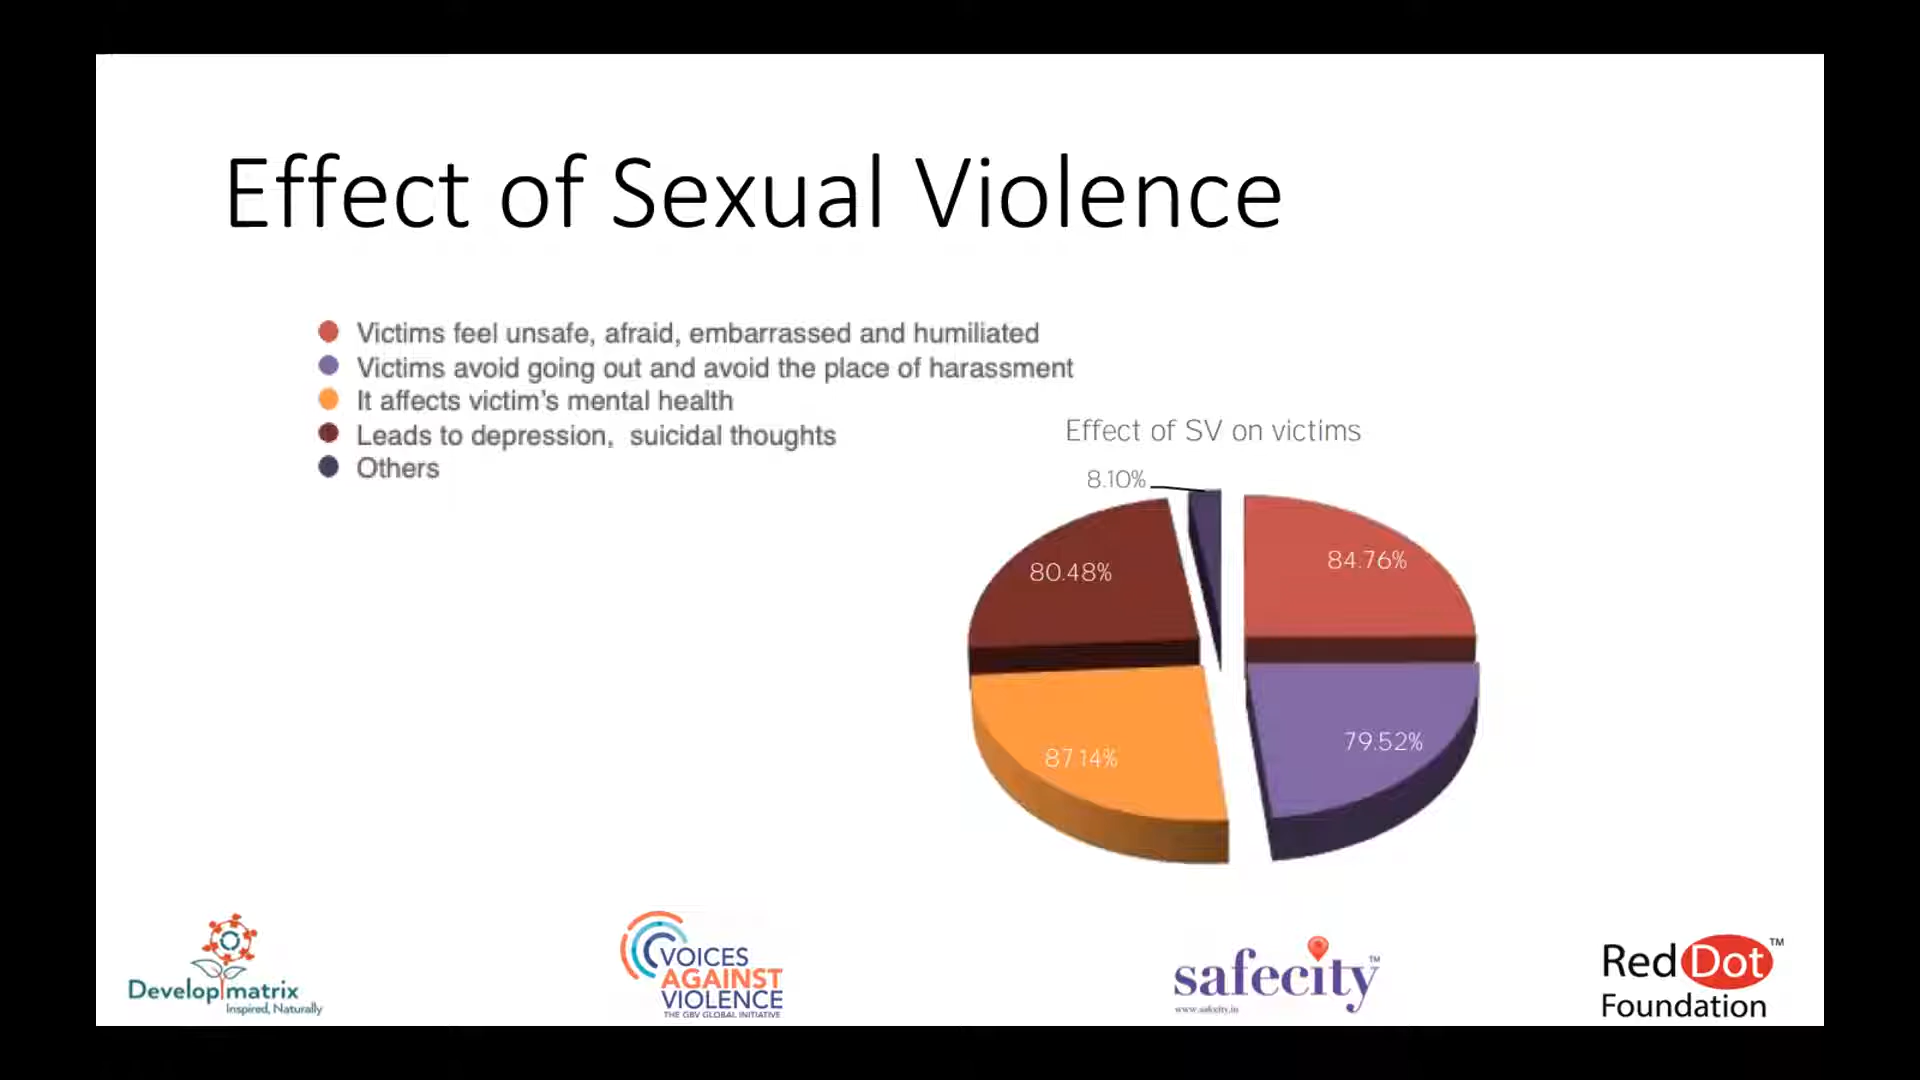 Effect of Sexual Violence
Victims feel unsafe, afraid, embarrassed and humiliated
Victims avoid going out and avoid the place of harassment
It affects victim's mental health
Leads to depression, suicidal thoughts
Others
Effect of SV on victims
8.10%
84.76%
80.48%
79.52%
87.14%
Develop matrix
Inspired, Naturally
VOICES
AGAINST
VIOLENCE
THE GBV GLOBAL INITIATIVE
safecity™
www.safecity.in
Red Dot™
Foundation